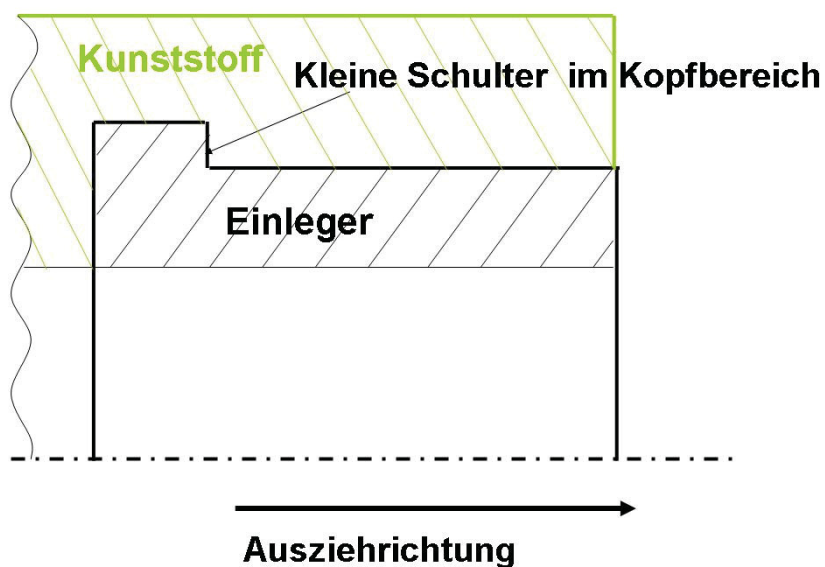 Kunststoff
Kleine Schulter im Kopfbereich
Einleger
Ausziehrichtung